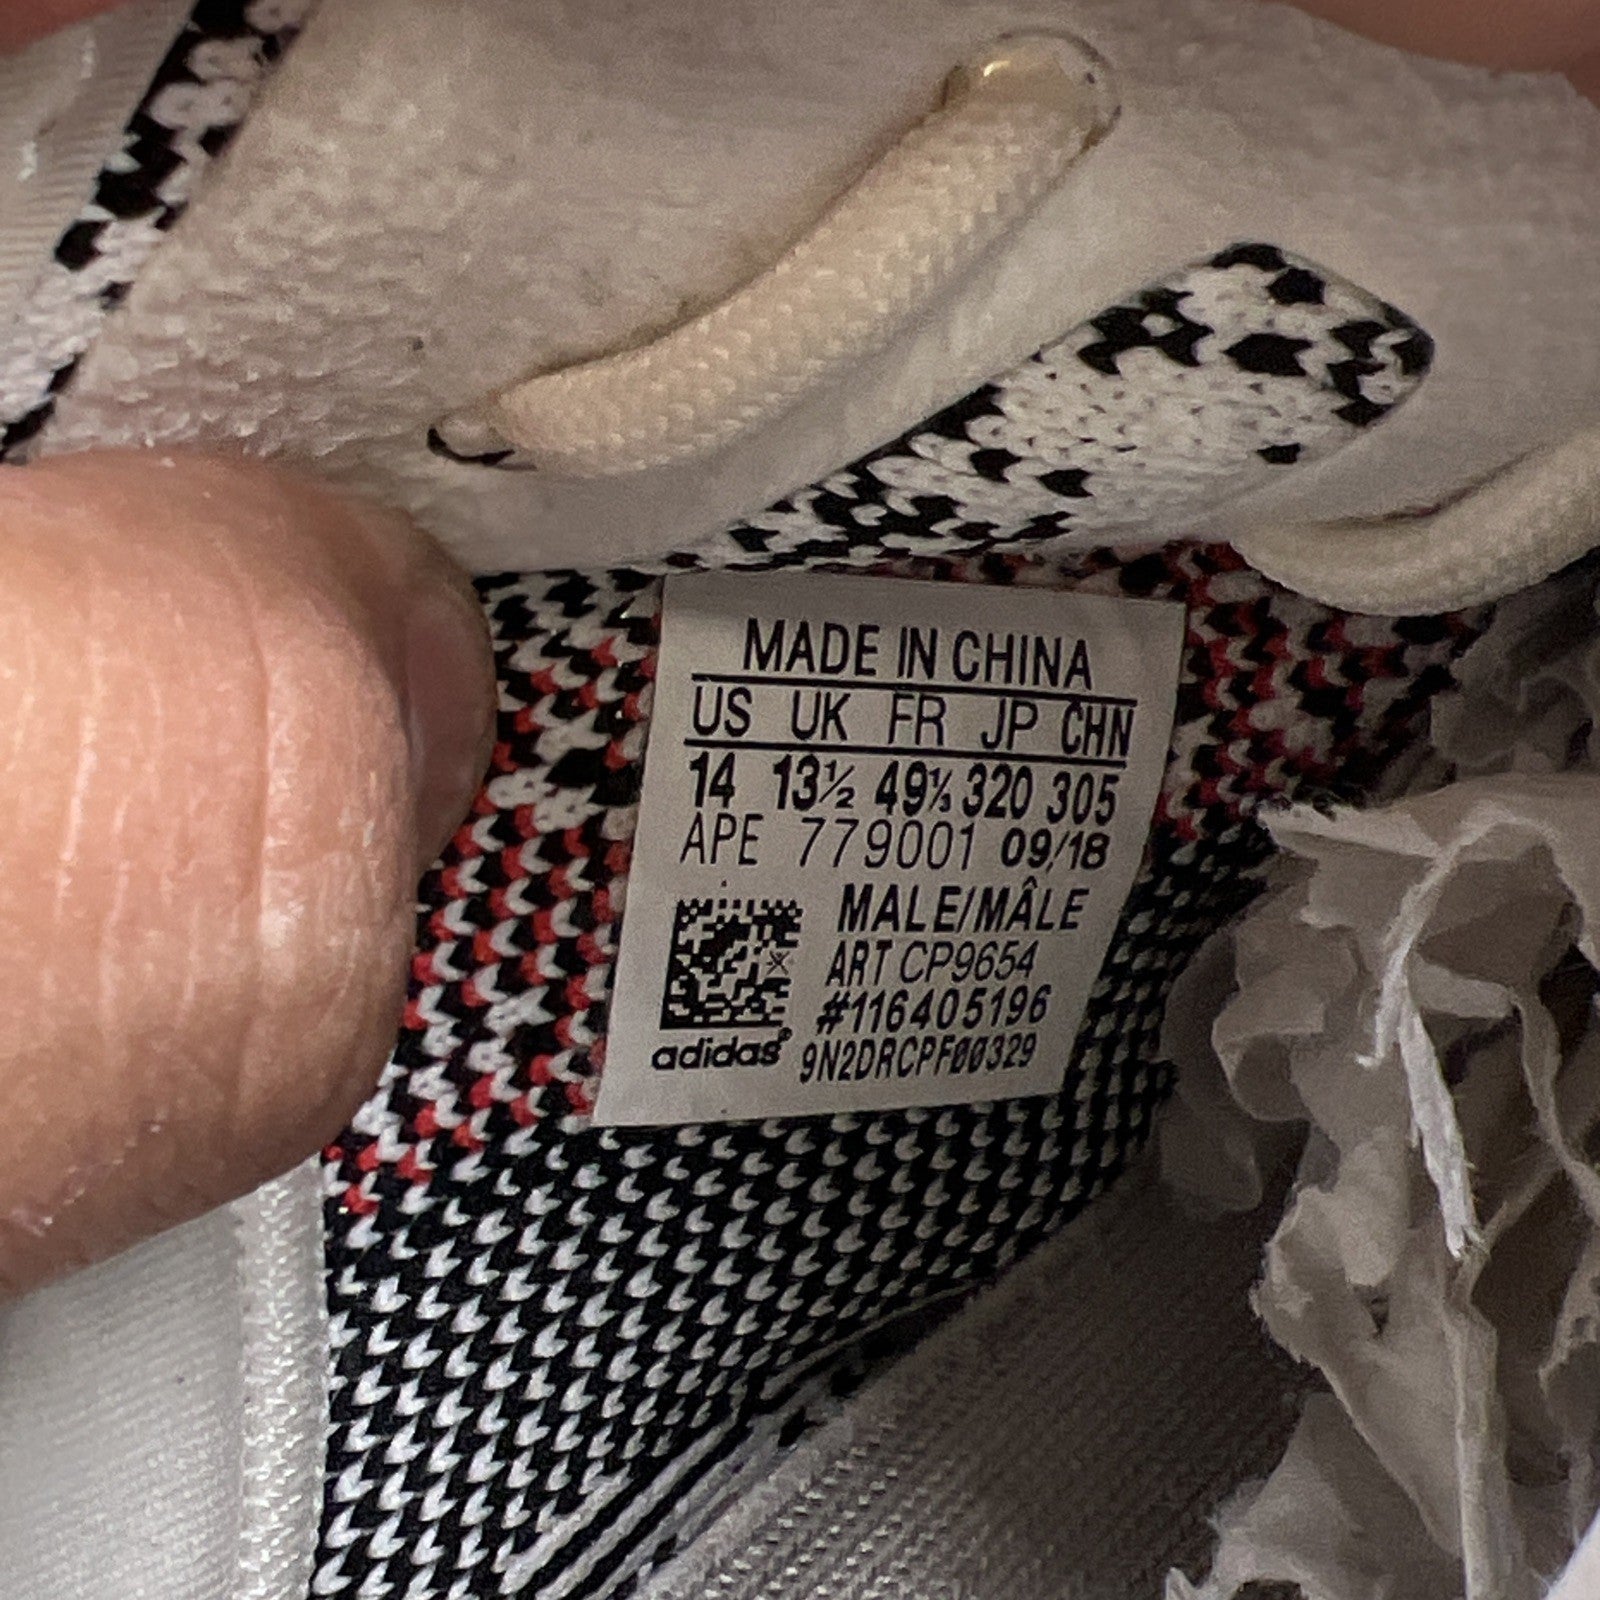 MADE IN CHINA
US UK FR JP CHN
14 13½ 49⅓ 320 305
APE 779001 09/18
MALE/MÂLE
ART CP9654
#116405196
adidas® 9N2DRCPF00329